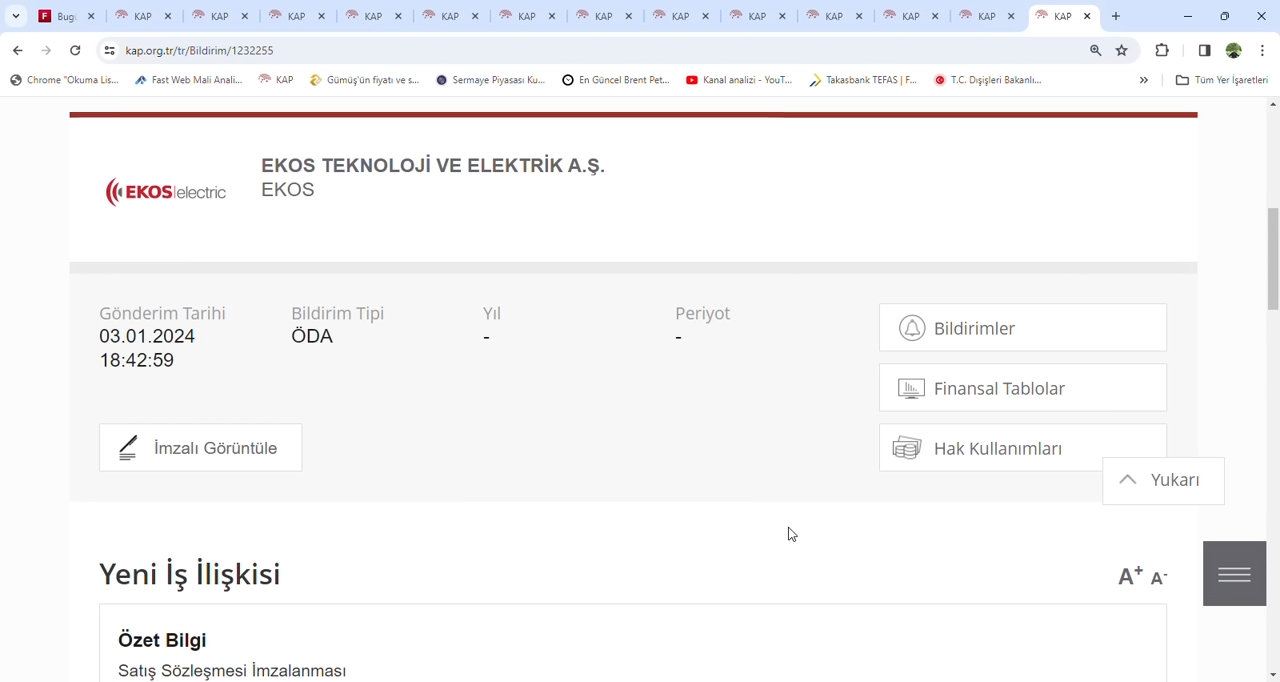 Bugi
KAP
KAP
KAP
KAP
KAP
KAP
KAP
KAP
KAP
KAP
KAP
KAP
KAP
kap.org.tr/tr/Bildirim/1232255
Chrome "Okuma Lis...
Fast Web Mali Anali...
KAP
Gümüş'ün fiyatı ve s...
Sermaye Piyasası Ku...
En Güncel Brent Pet...
Kanal analizi - YouT...
Takasbank TEFAS | F...
T.C. Dışişleri Bakanlı...
Tüm Yer İşaretleri
EKOS electric
EKOS TEKNOLOJİ VE ELEKTRİK A.Ş.
EKOS
Gönderim Tarihi
03.01.2024
18:42:59
Bildirim Tipi
ÖDA
Yıl
-
Periyot
-
Bildirimler
Finansal Tablolar
Hak Kullanımları
İmzalı Görüntüle
Yukarı
Yeni İş İlişkisi
A+ A-
Özet Bilgi
Satış Sözleşmesi İmzalanması